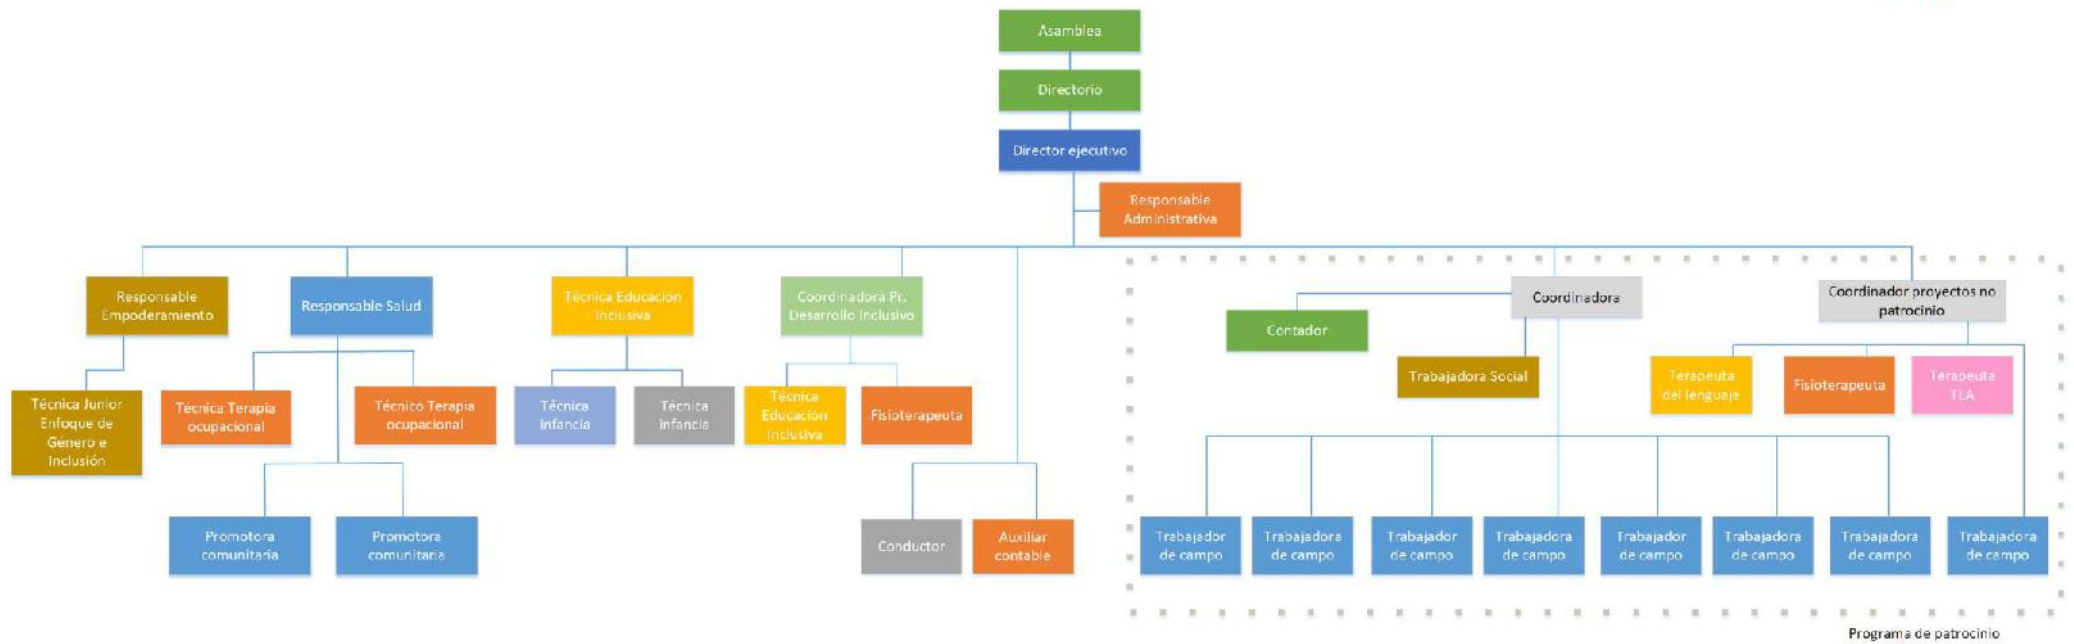 Asamblea
Directorio
Director ejecutivo
Responsable
Administrativa
Responsable
Empoderamiento
Responsable Salud
Técnica Educación
Inclusiva
Coordinadora Pr.
Desarrollo Inclusivo
Coordinadora
Coordinador proyectos no
patrocinio
Contador
Trabajadora Social
Terapeuta
del lenguaje
Fisioterapeuta
Terapeuta
TEA
Técnica Junior
Enfoque de
Género e
Inclusión
Técnica Terapia
ocupacional
Técnico Terapia
ocupacional
Técnica
infancia
Técnica
infancia
Técnica
Educación
Inclusiva
Fisioterapeuta
Promotora
comunitaria
Promotora
comunitaria
Conductor
Auxiliar
contable
Trabajador
de campo
Trabajadora
de campo
Trabajador
de campo
Trabajadora
de campo
Trabajador
de campo
Trabajadora
de campo
Trabajadora
de campo
Trabajadora
de campo
Programa de patrocinio